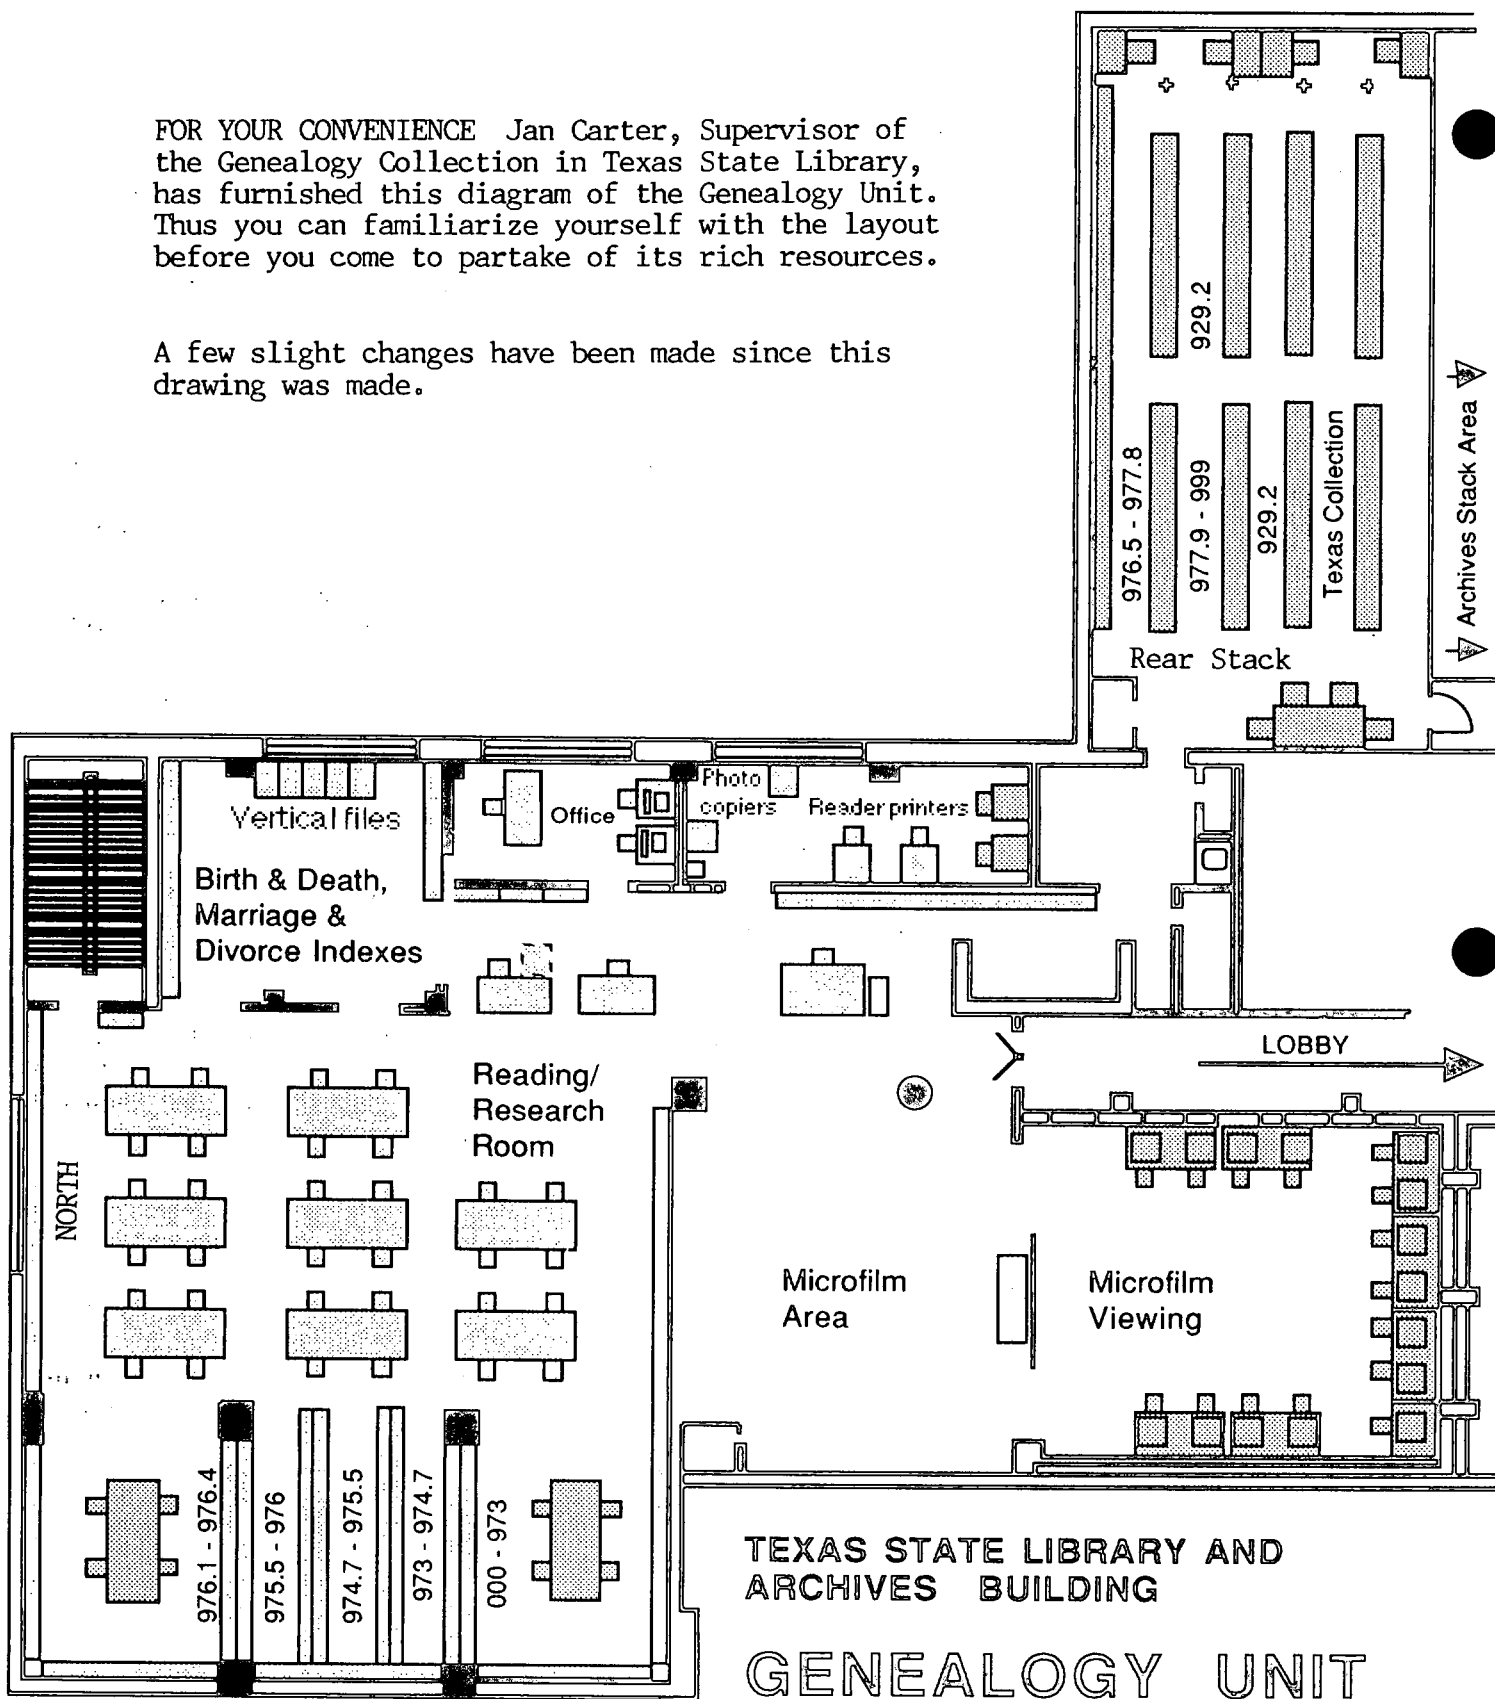 FOR YOUR CONVENIENCE  Jan Carter, Supervisor of
the Genealogy Collection in Texas State Library,
has furnished this diagram of the Genealogy Unit.
Thus you can familiarize yourself with the layout
before you come to partake of its rich resources.
A few slight changes have been made since this
drawing was made.
929.2
976.5 - 977.8
977.9 - 999
929.2
Texas Collection
Archives Stack Area
Rear Stack
Vertical files
Office
Photo
copiers
Reader printers
Birth & Death,
Marriage &
Divorce Indexes
LOBBY
Reading/
Research
Room
NORTH
Microfilm
Area
Microfilm
Viewing
976.1 - 976.4
975.5 - 976
974.7 - 975.5
973 - 974.7
000 - 973
TEXAS STATE LIBRARY AND
ARCHIVES BUILDING
GENEALOGY UNIT